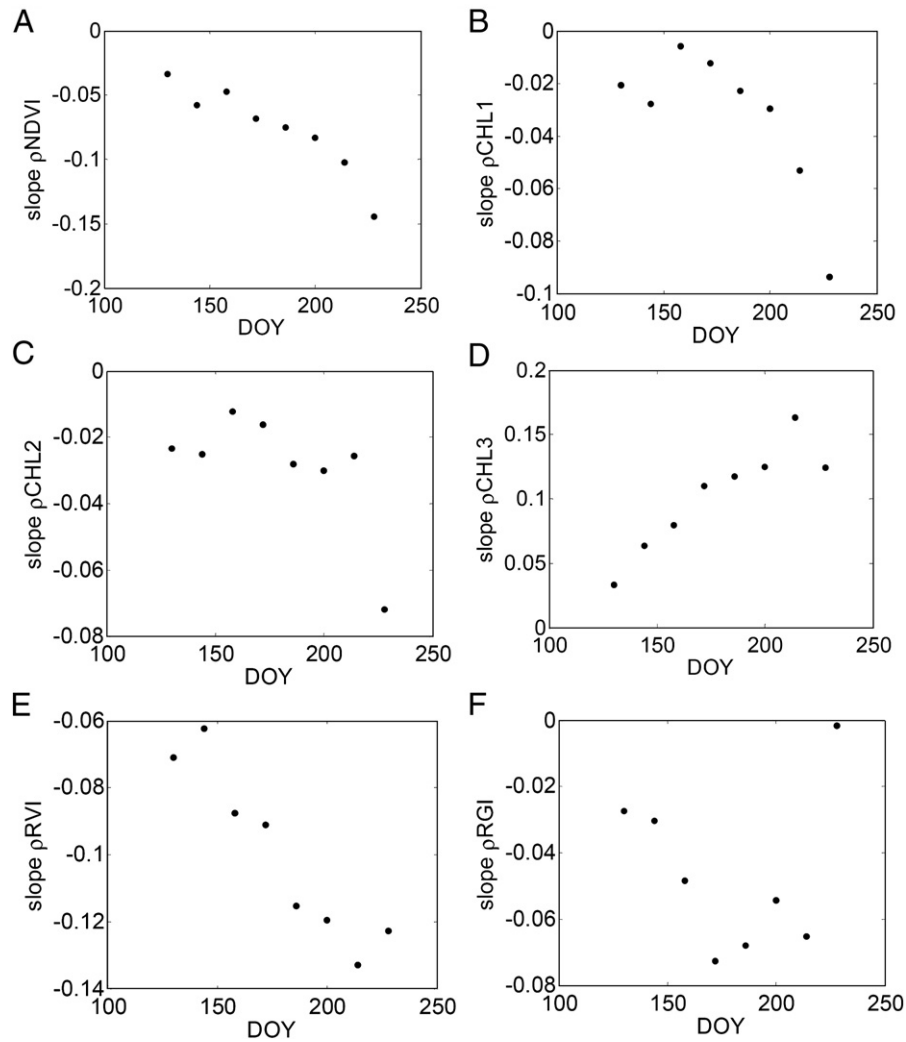 A
0
-0.05
-0.1
-0.15
-0.2
100 150 200 250
slope ρNDVI
DOY
B
0
-0.02
-0.04
-0.06
-0.08
-0.1
100 150 200 250
slope ρCHL1
DOY
C
0
-0.02
-0.04
-0.06
-0.08
100 150 200 250
slope ρCHL2
DOY
D
0.2
0.15
0.1
0.05
0
100 150 200 250
slope ρCHL3
DOY
E
-0.06
-0.08
-0.1
-0.12
-0.14
100 150 200 250
slope ρRVI
DOY
F
0
-0.02
-0.04
-0.06
-0.08
100 150 200 250
slope ρRGI
DOY